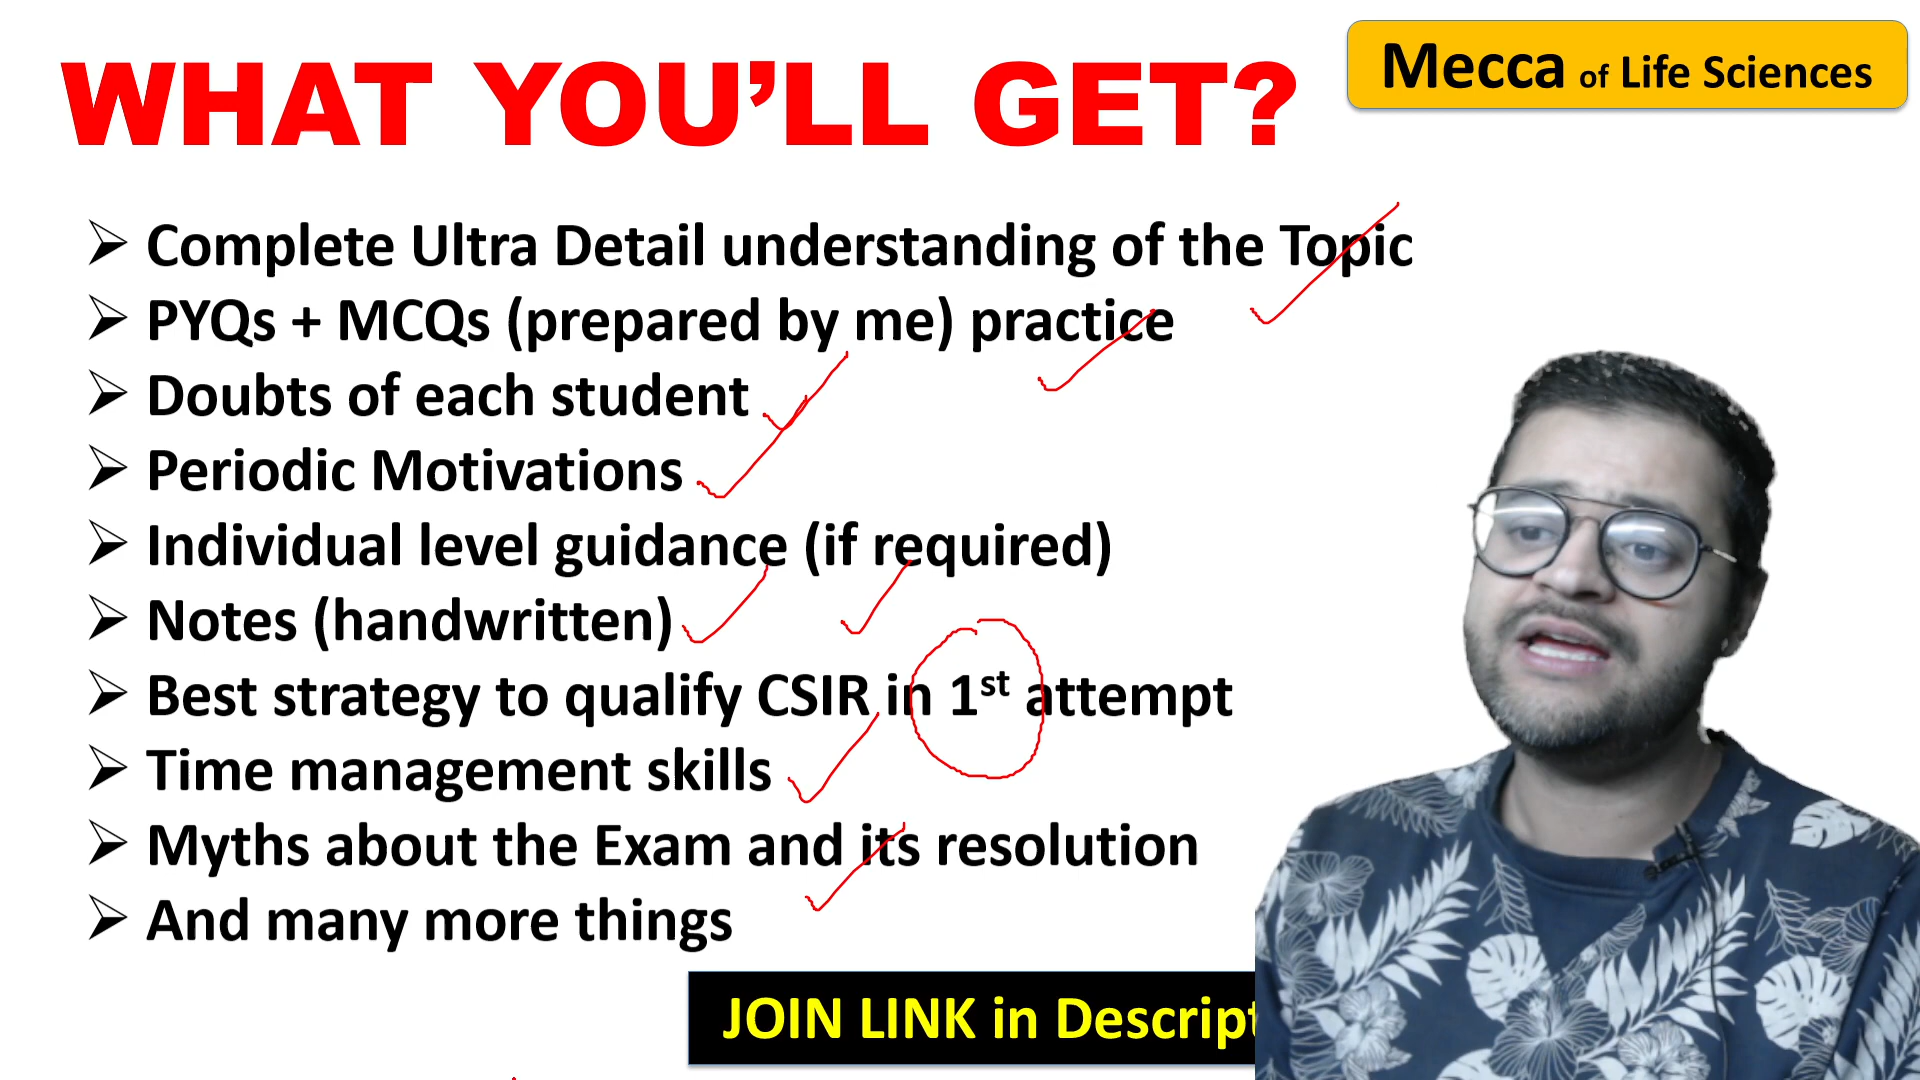 WHAT YOU’LL GET?
Mecca of Life Sciences
Complete Ultra Detail understanding of the Topic
PYQs + MCQs (prepared by me) practice
Doubts of each student
Periodic Motivations
Individual level guidance (if required)
Notes (handwritten)
Best strategy to qualify CSIR in 1st attempt
Time management skills
Myths about the Exam and its resolution
And many more things
JOIN LINK in Descript